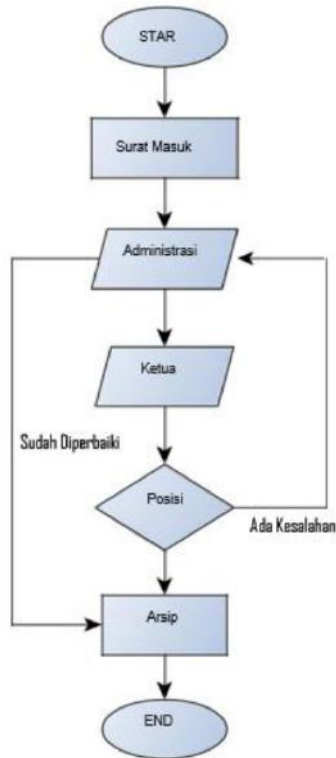 STAR
Surat Masuk
Administrasi
Ketua
Sudah Diperbaiki
Posisi
Ada Kesalahan
Arsip
END